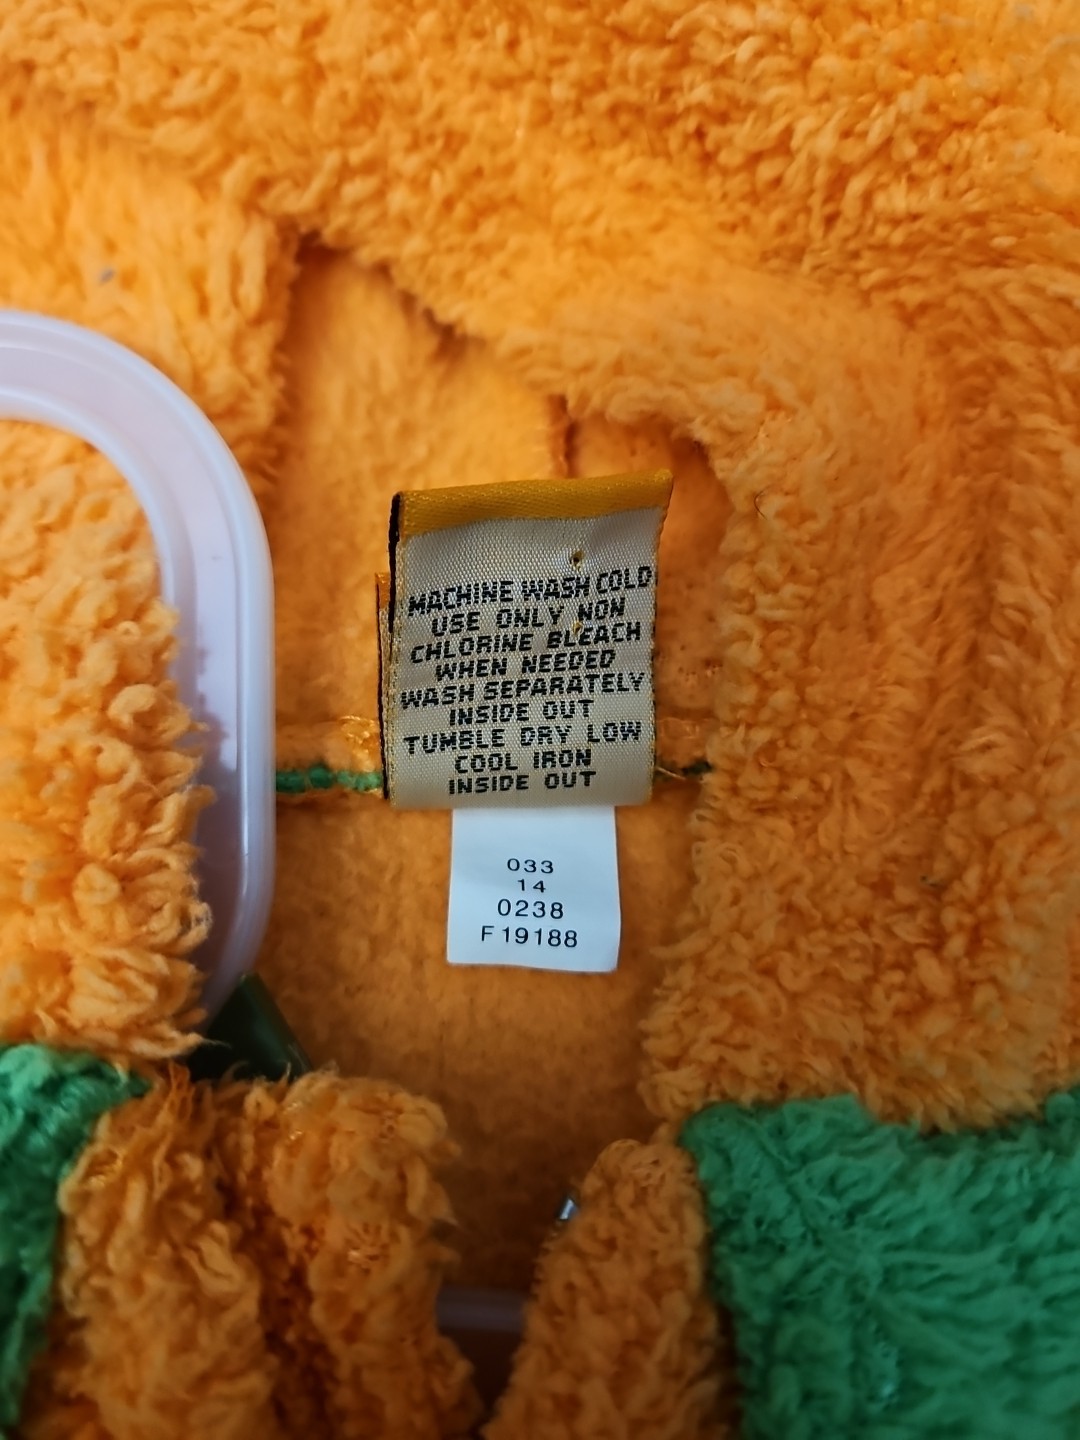 MACHINE WASH COLD
USE ONLY NON
CHLORINE BLEACH
WHEN NEEDED
WASH SEPARATELY
INSIDE OUT
TUMBLE DRY LOW
COOL IRON
INSIDE OUT
033
14
0238
F 19188